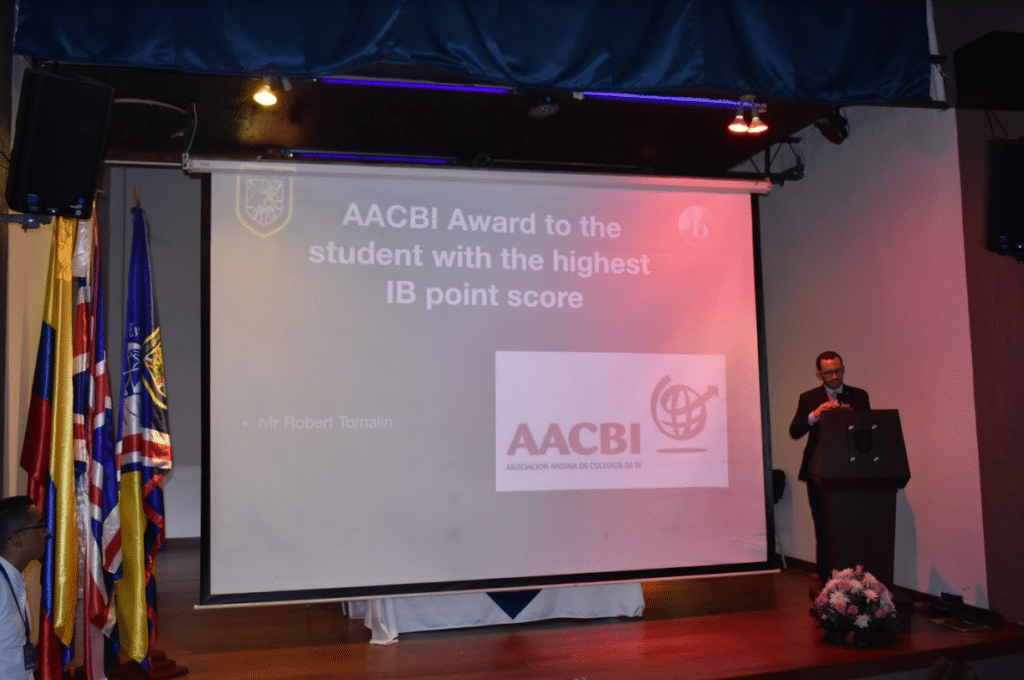 AACBI Award to the
student with the highest
IB point score
• Mr Robert Tomalin
AACBI
ASOCIACION ANDINA DE COLEGIOS DE BI